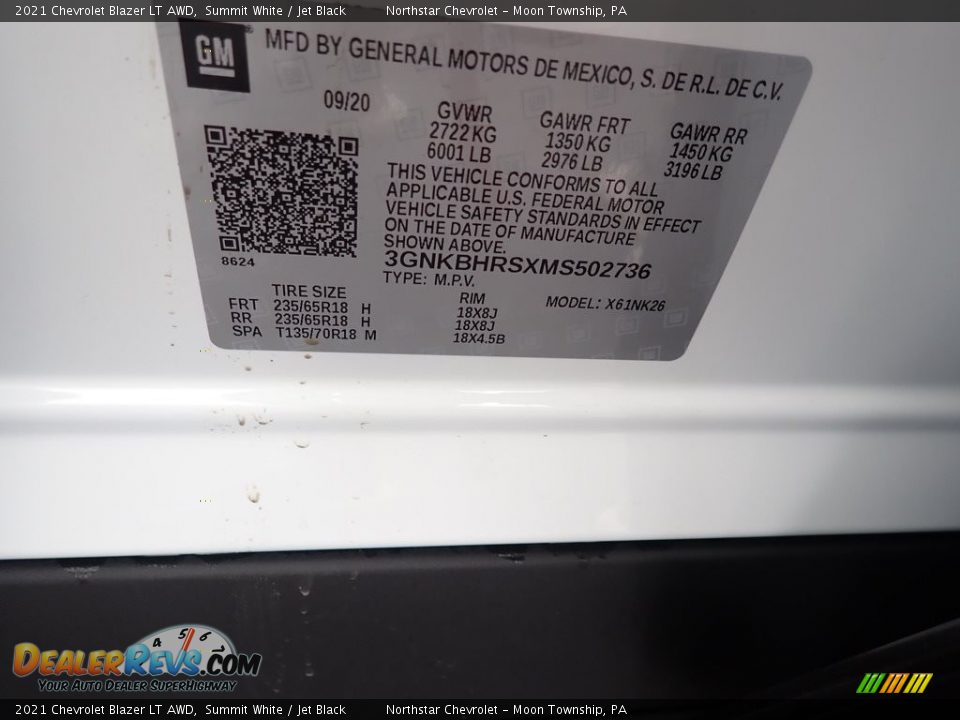 2021 Chevrolet Blazer LT AWD, Summit White / Jet Black Northstar Chevrolet - Moon Township, PA
GM ® MFD BY GENERAL MOTORS DE MEXICO, S. DE R.L. DE C.V.
09/20 GVWR GAWR FRT GAWR RR
2722 KG 1350 KG 1450 KG
6001 LB 2976 LB 3196 LB
THIS VEHICLE CONFORMS TO ALL
APPLICABLE U.S. FEDERAL MOTOR
VEHICLE SAFETY STANDARDS IN EFFECT
ON THE DATE OF MANUFACTURE
SHOWN ABOVE.
8624 3GNKBHRSXMS502736
TYPE: M.P.V.
TIRE SIZE RIM MODEL: X61NK26
FRT 235/65R18 H 18X8J
RR 235/65R18 H 18X8J
SPA T135/70R18 M 18X4.5B
4 5 6
DealerRevs.com
Your Auto Dealer SuperHighway
2021 Chevrolet Blazer LT AWD, Summit White / Jet Black Northstar Chevrolet - Moon Township, PA